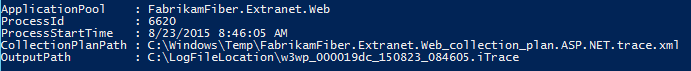 ApplicationPool    : FabrikamFiber.Extranet.Web
ProcessId          : 6620
ProcessStartTime   : 8/23/2015 8:46:05 AM
CollectionPlanPath : C:\Windows\Temp\FabrikamFiber.Extranet.Web_collection_plan.ASP.NET.trace.xml
OutputPath         : C:\LogFileLocation\w3wp_000019dc_150823_084605.iTrace